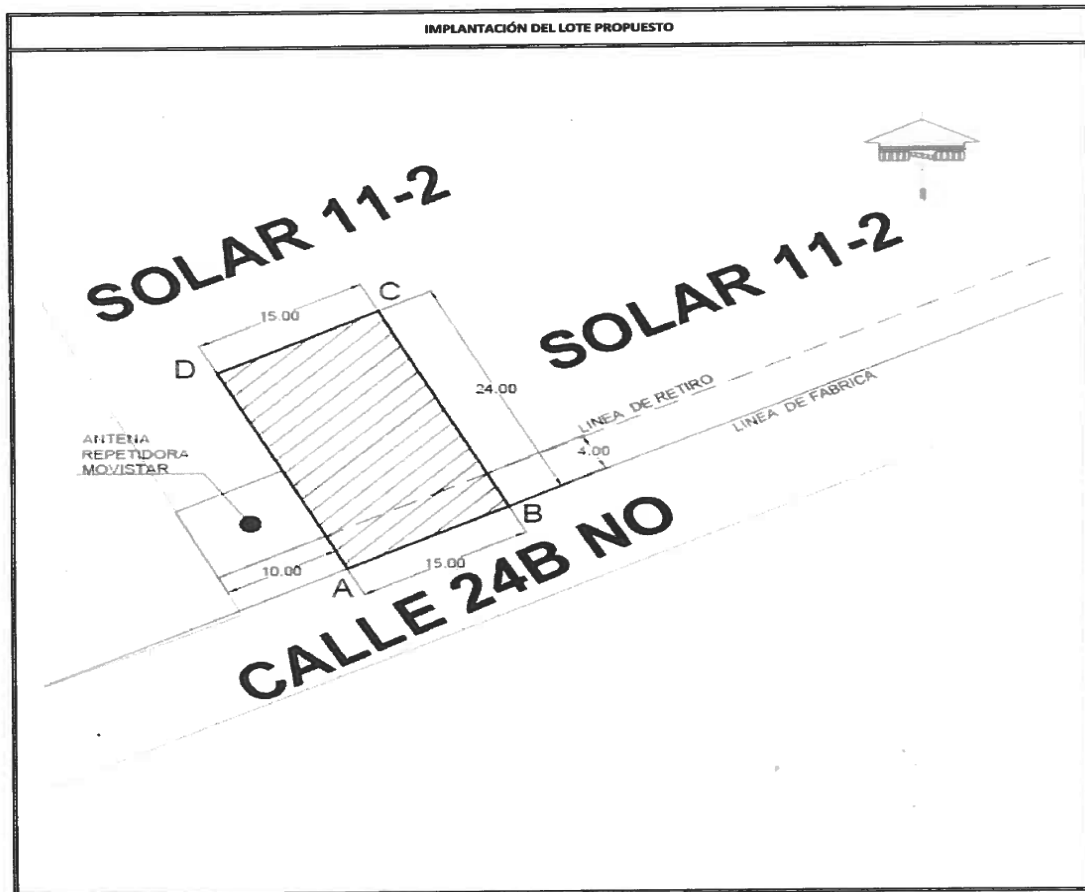 IMPLANTACIÓN DEL LOTE PROPUESTO
SOLAR 11-2
SOLAR 11-2
15.00
C
D
24.00
LINEA DE RETIRO
LINEA DE FABRICA
4.00
ANTENA
REPETIDORA
MOVISTAR
B
10.00
A
15.00
CALLE 24B NO